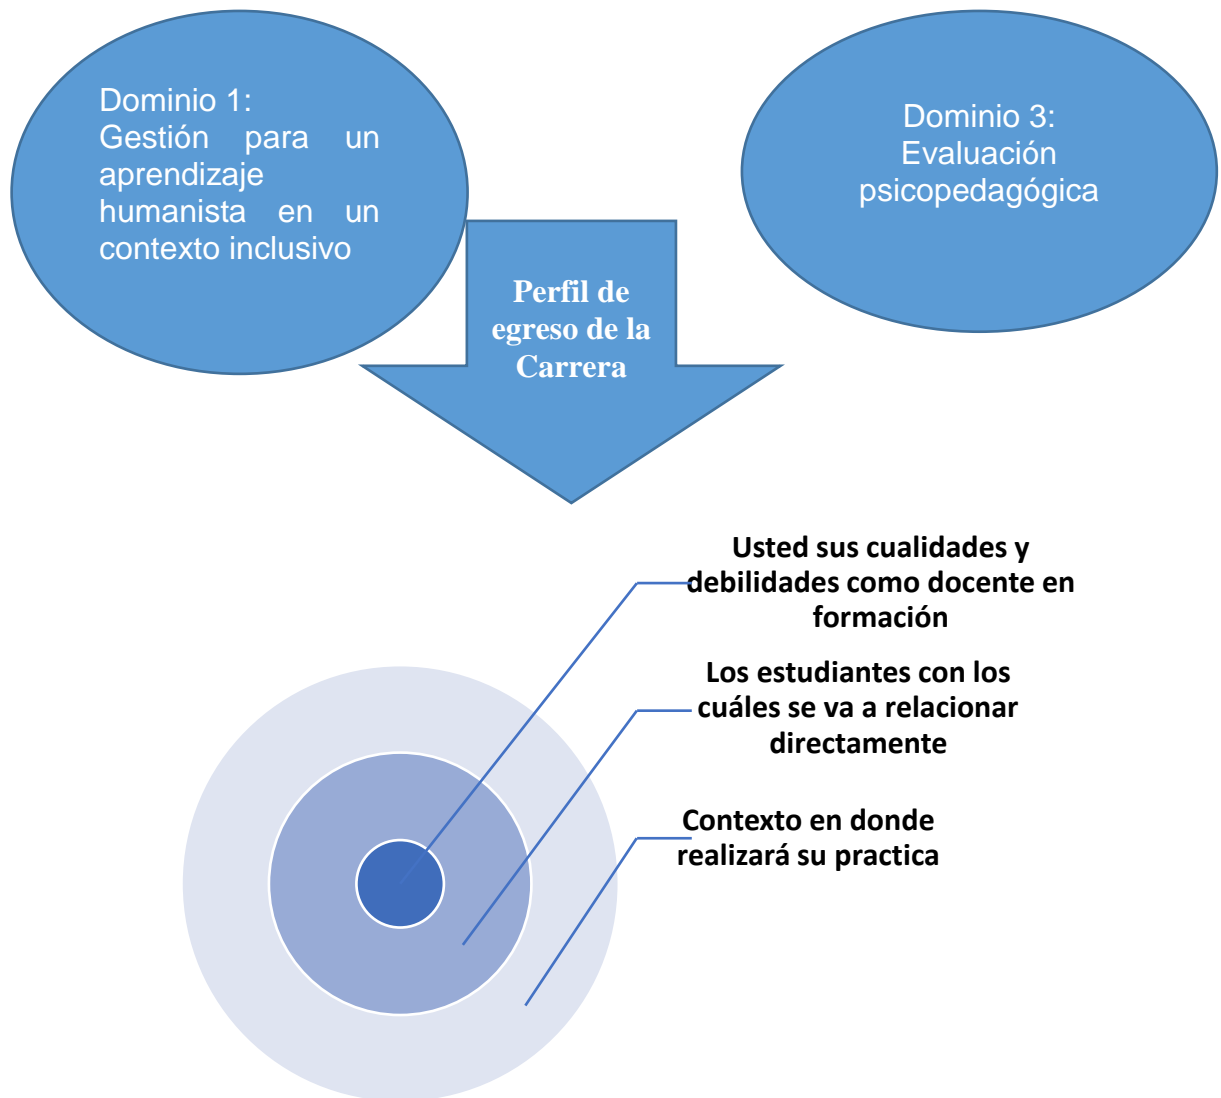 Dominio 1:
Gestión para un
aprendizaje
humanista en un
contexto inclusivo
Dominio 3:
Evaluación
psicopedagógica
Perfil de
egreso de la
Carrera
Usted sus cualidades y
debilidades como docente en
formación
Los estudiantes con los
cuáles se va a relacionar
directamente
Contexto en donde
realizará su practica